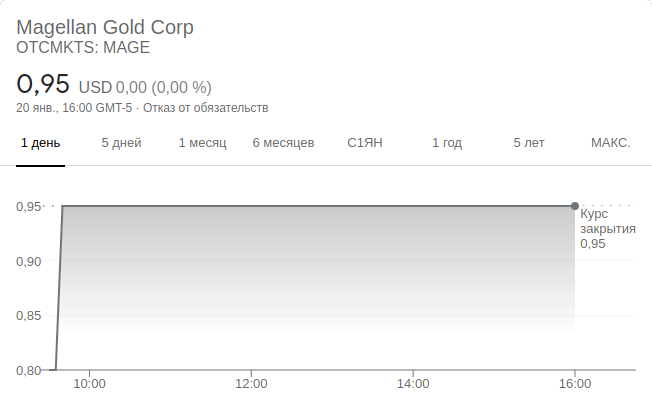 Magellan Gold Corp
OTCMKTS: MAGE
0,95 USD 0,00 (0,00 %)
20 янв., 16:00 GMT-5 · Отказ от обязательств
1 день 5 дней 1 месяц 6 месяцев С1ЯН 1 год 5 лет МАКС.
0,95
Курс
закрытия
0,95
0,90
0,85
0,80
10:00 12:00 14:00 16:00